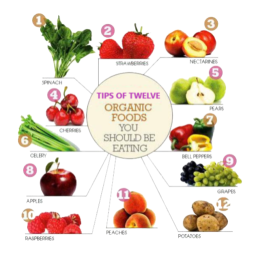 1
SPINACH
2
STRAWBERRIES
3
NECTARINES
4
CHERRIES
5
PEARS
TIPS OF TWELVE
ORGANIC
FOODS
YOU
SHOULD BE
EATING
6
CELERY
7
BELL PEPPERS
8
APPLES
9
GRAPES
10
RASPBERRIES
11
PEACHES
12
POTATOES